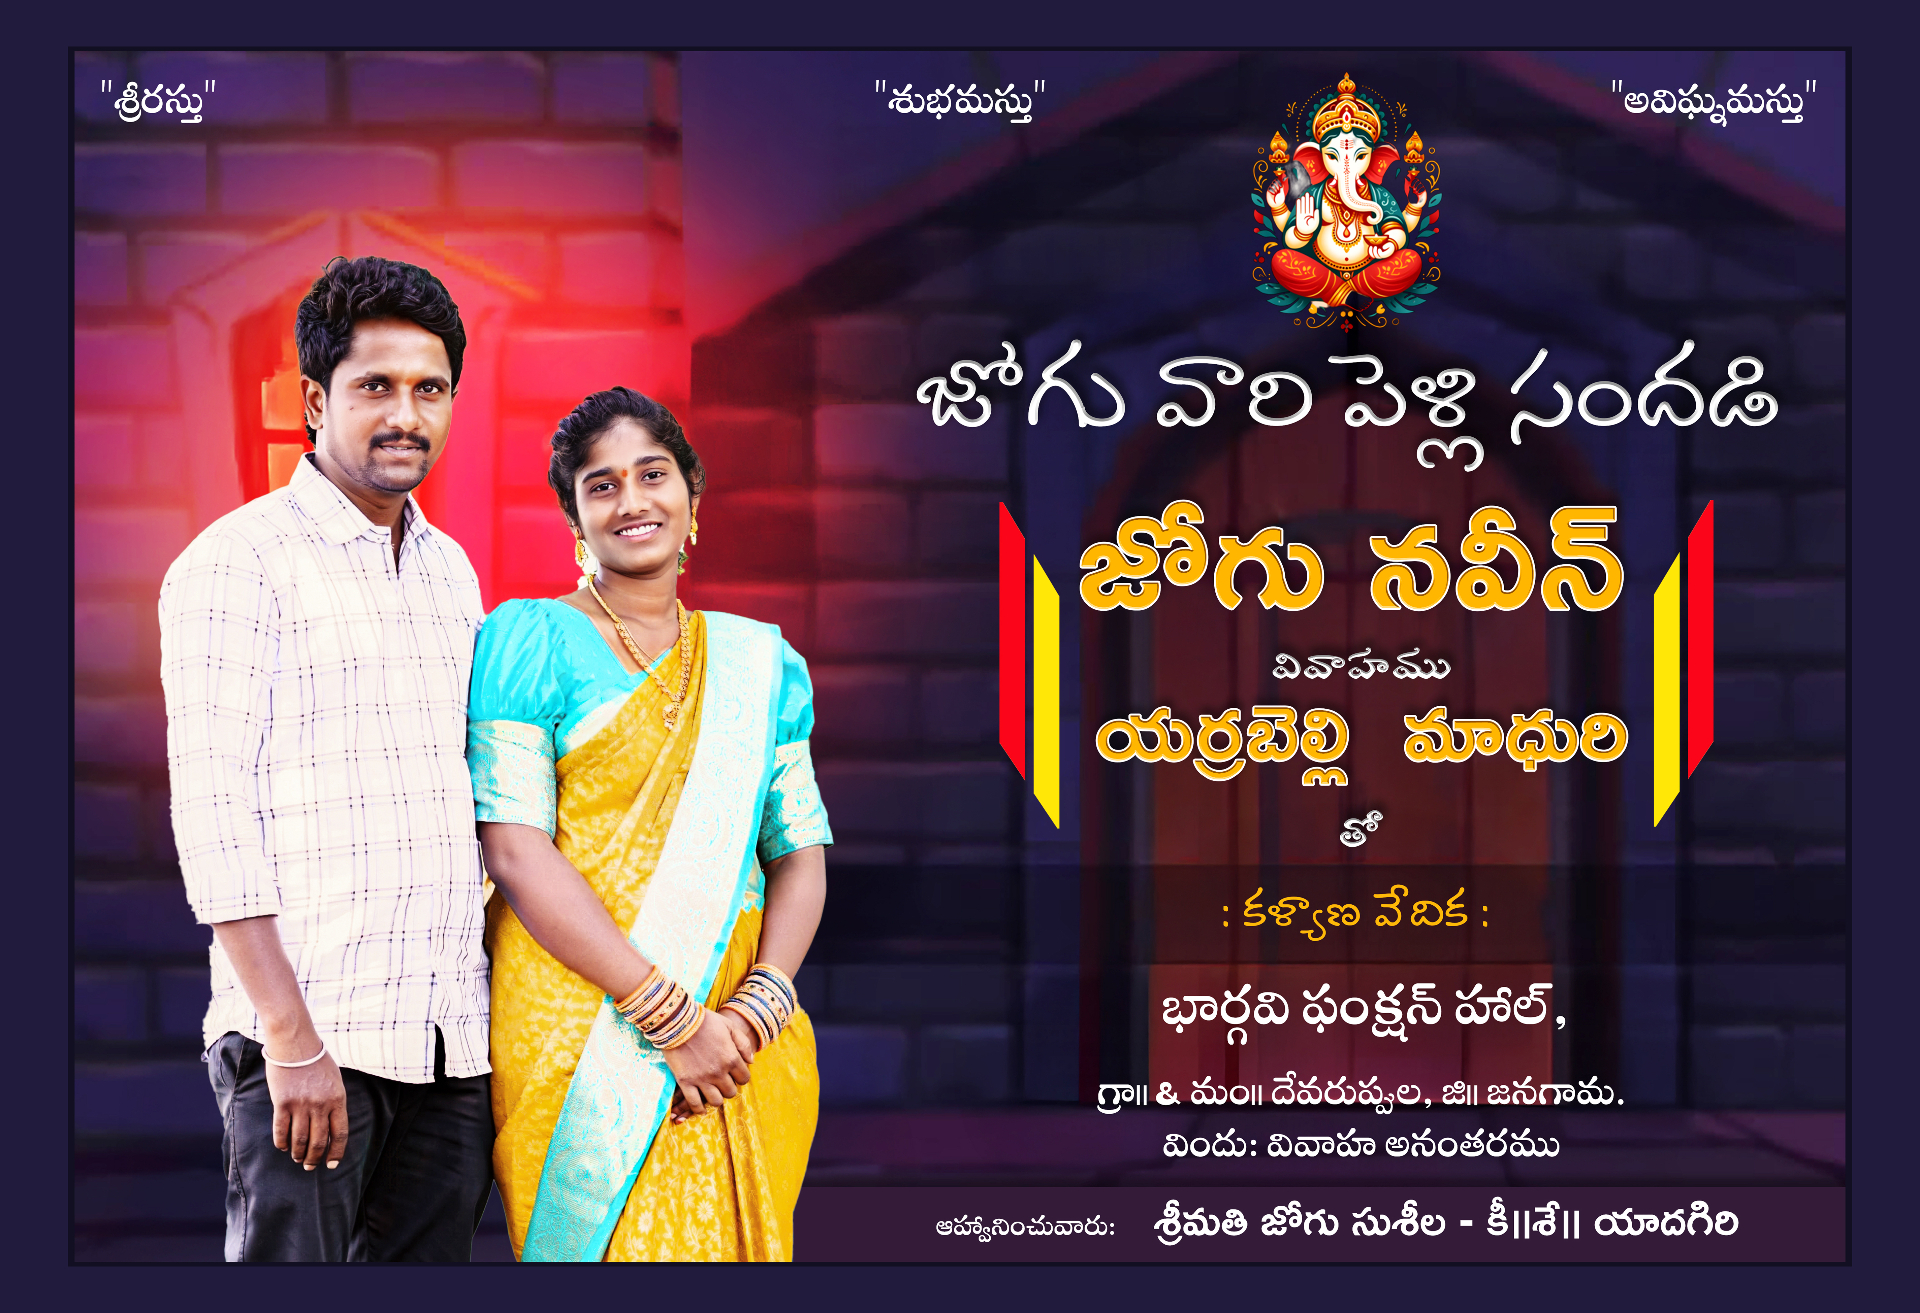 "శ్రీరస్తు" "శుభమస్తు" "అవిఘ్నమస్తు"
జోగు వారి పెళ్లి సందడి
జోగు నవీన్
వివాహము
యర్రబెల్లి మాధురి
తో
: కళ్యాణ వేదిక :
భార్గవి ఫంక్షన్ హాల్,
గ్రా॥ & మం॥ దేవరుప్పుల, జి॥ జనగామ.
విందు: వివాహ అనంతరము
ఆహ్వానించువారు: శ్రీమతి జోగు సుశీల - కీ॥శే॥ యాదగిరి